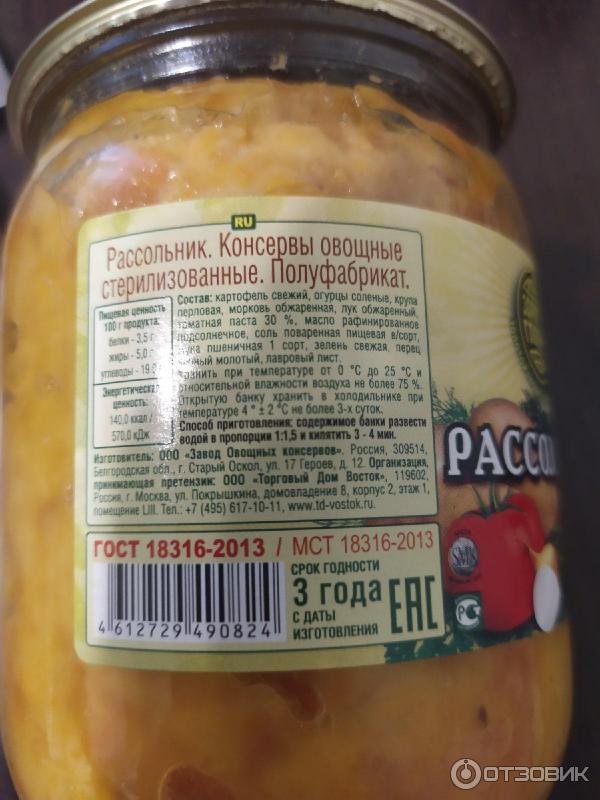 RU
Рассольник. Консервы овощные
стерилизованные. Полуфабрикат.
Пищевая ценность
100 г продукта:
белки - 3,5 г
жиры - 5,0 г
углеводы - 19,
Энергетическая
ценность:
140,0 ккал /
570,0 кДж
Состав: картофель свежий, огурцы соленые, крупа
перловая, морковь обжаренная, лук обжаренный,
томатная паста 30 %, масло рафинированное
подсолнечное, соль поваренная пищевая в/сорт,
мука пшеничная 1 сорт, зелень свежая, перец
молотый, лавровый лист.
Хранить при температуре от 0 °С до 25 °С и
относительной влажности воздуха не более 75 %.
Открытую банку хранить в холодильнике при
температуре 4 ° ± 2 °С не более 3-х суток.
Способ приготовления: содержимое банки развести
водой в пропорции 1:1,5 и кипятить 3 - 4 мин.
Изготовитель: ООО «Завод Овощных консервов». Россия, 309514,
Белгородская обл., г. Старый Оскол, ул. 17 Героев, д. 12. Организация,
принимающая претензии: ООО «Торговый Дом Восток», 119602,
Россия, г. Москва, ул. Покрышкина, домовладение 8, корпус 2, этаж 1,
помещение LIII. Тел.: +7 (495) 617-10-11, www.td-vostok.ru
ГОСТ 18316-2013 / МСТ 18316-2013
СРОК ГОДНОСТИ
3 года
С ДАТЫ
ИЗГОТОВЛЕНИЯ
EAC
4 612729 490824
РАССОЛ
SMK
РСТ
ОТЗОВИК